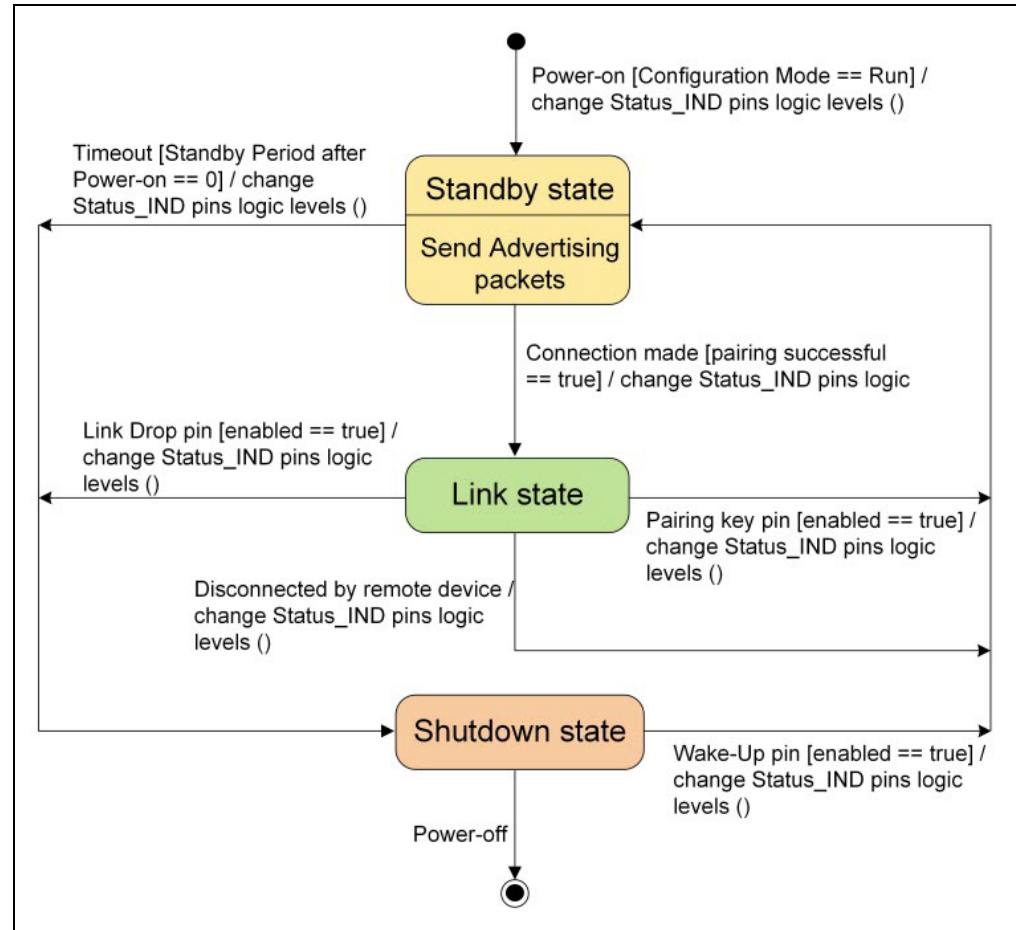 Power-on [Configuration Mode == Run] /
change Status_IND pins logic levels ()
Timeout [Standby Period after
Power-on == 0] / change
Status_IND pins logic levels ()
Standby state
Send Advertising
packets
Connection made [pairing successful
== true] / change Status_IND pins logic
Link Drop pin [enabled == true] /
change Status_IND pins logic
levels ()
Link state
Pairing key pin [enabled == true] /
change Status_IND pins logic
levels ()
Disconnected by remote device /
change Status_IND pins logic
levels ()
Shutdown state
Wake-Up pin [enabled == true] /
change Status_IND pins logic
levels ()
Power-off